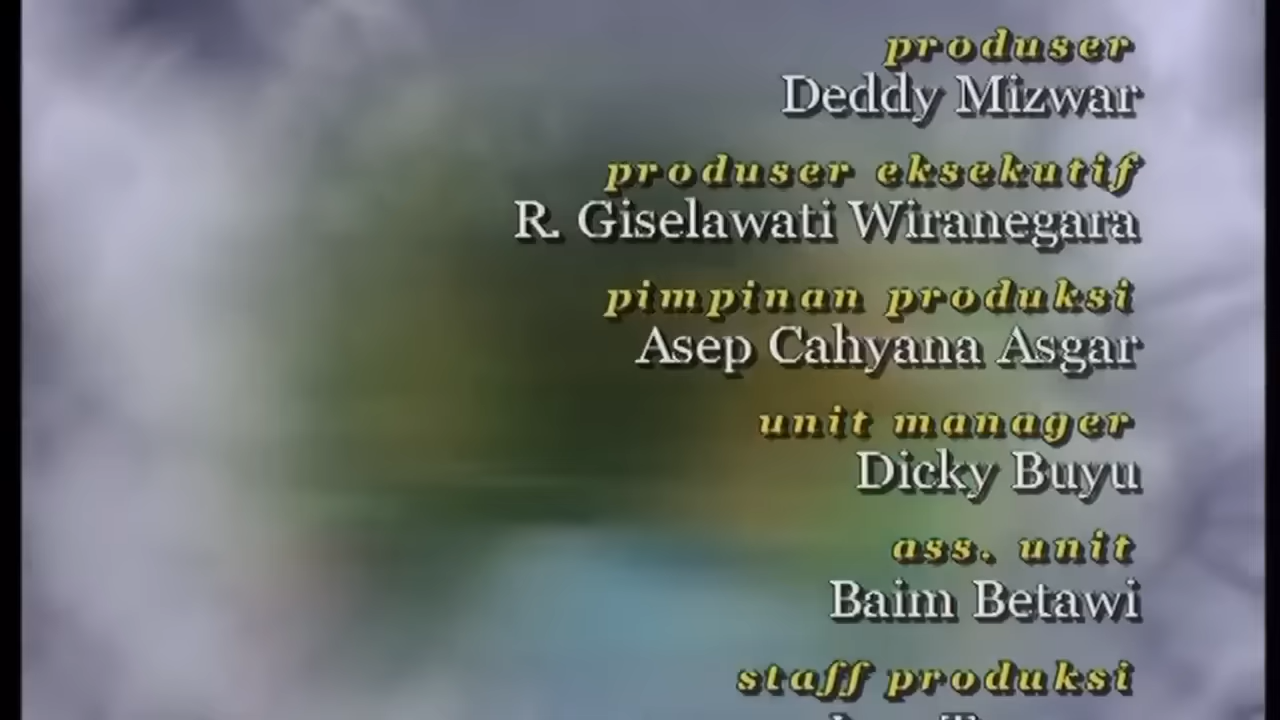 produser
Deddy Mizwar
produser eksekutif
R. Giselawati Wiranegara
pimpinan produksi
Asep Cahyana Asgar
unit manager
Dicky Buyu
ass. unit
Baim Betawi
staff produksi